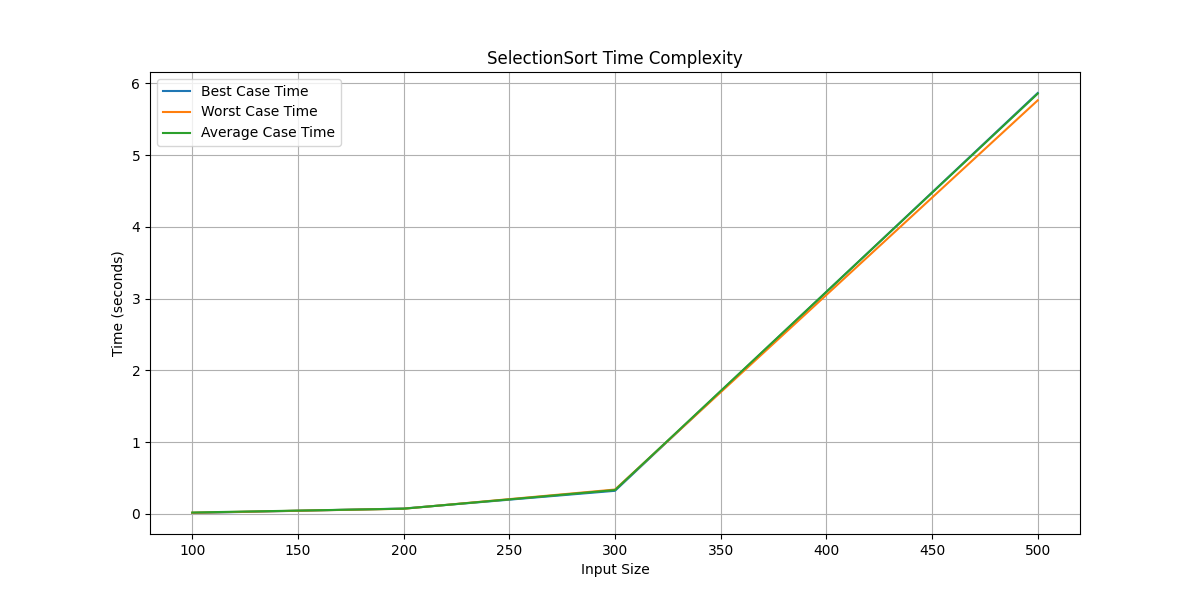 SelectionSort Time Complexity
Best Case Time
Worst Case Time
Average Case Time
Time (seconds)
6
5
4
3
2
1
0
100 150 200 250 300 350 400 450 500
Input Size